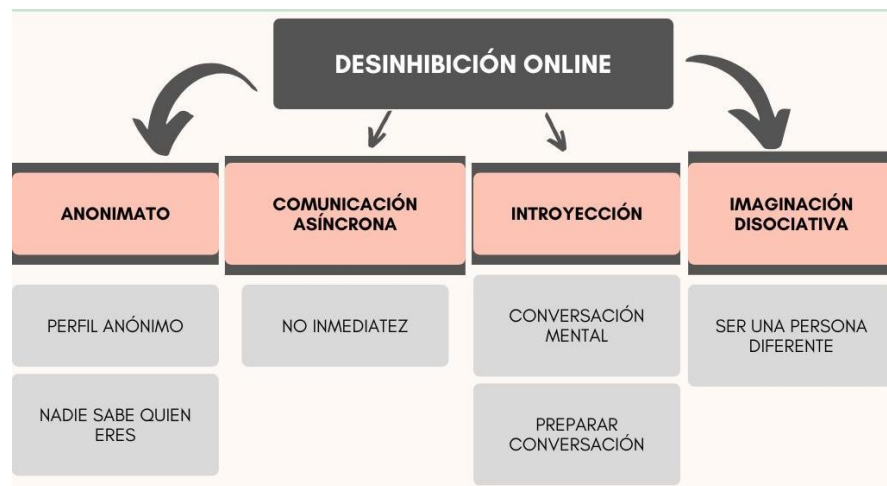 DESINHIBICIÓN ONLINE
ANONIMATO
PERFIL ANÓNIMO
NADIE SABE QUIEN
ERES
COMUNICACIÓN
ASÍNCRONA
NO INMEDIATEZ
INTROYECCIÓN
CONVERSACIÓN
MENTAL
PREPARAR
CONVERSACIÓN
IMAGINACIÓN
DISOCIATIVA
SER UNA PERSONA
DIFERENTE